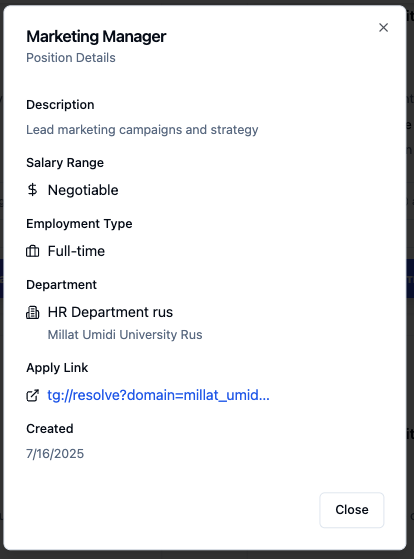 Marketing Manager
Position Details
Description
Lead marketing campaigns and strategy
Salary Range
Negotiable
Employment Type
Full-time
Department
HR Department rus
Millat Umidi University Rus
Apply Link
tg://resolve?domain=millat_umid...
Created
7/16/2025
Close